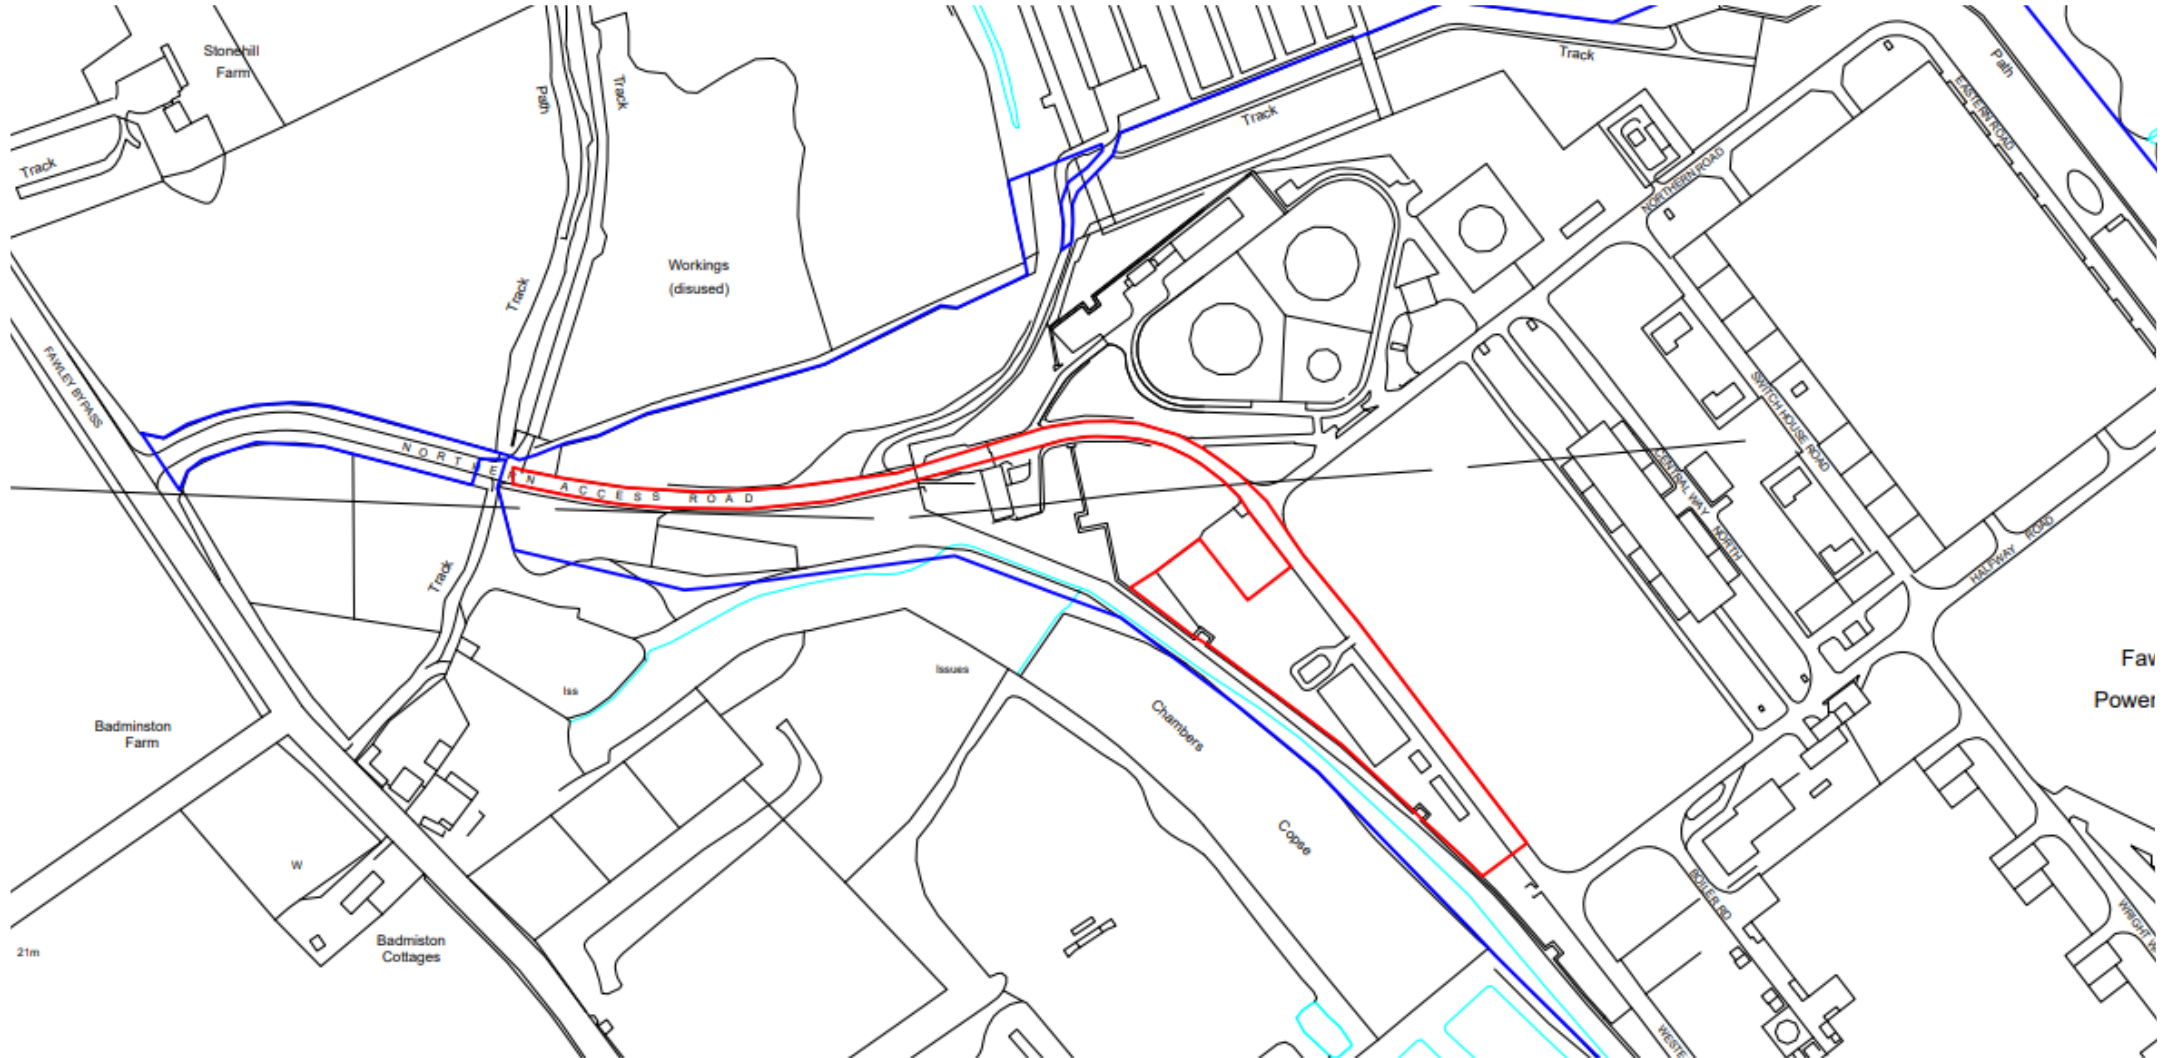 Stonehill
Farm
Track
Path
Track
Track
Track
Path
EASTERN ROAD
NORTHERN ROAD
Workings
(disused)
Track
FAWLEY BYPASS
SWITCH HOUSE ROAD
NORTHERN ACCESS ROAD
CENTRAL WAY NORTH
HALFWAY ROAD
Track
Iss
Issues
Faw
Power
Badminston
Farm
Chambers
Copse
W
BOILER RD
Badmiston
Cottages
21m
WRIGHT W
WESTE